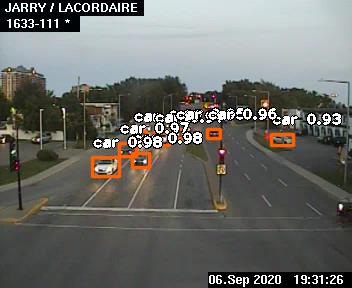 JARRY / LACORDAIRE
1633-111 *
car 0.96
car 0.93
car 0.97
car 0.98
0.98
06.Sep 2020 19:31:26